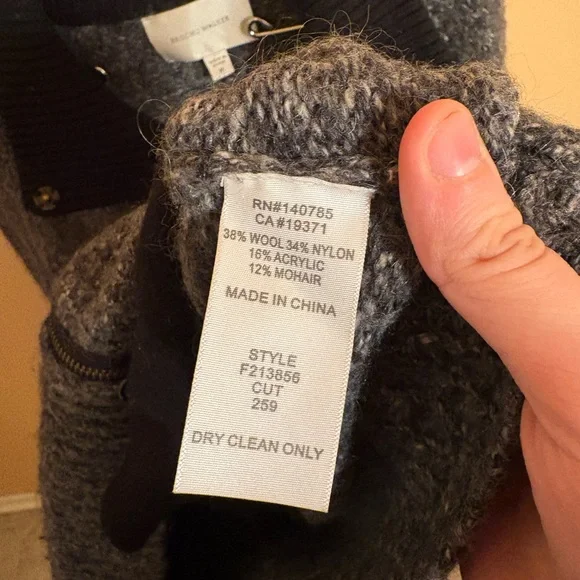 RN#140785
CA#19371
38% WOOL 34% NYLON
16% ACRYLIC
12% MOHAIR
MADE IN CHINA
STYLE
F213856
CUT
259
DRY CLEAN ONLY